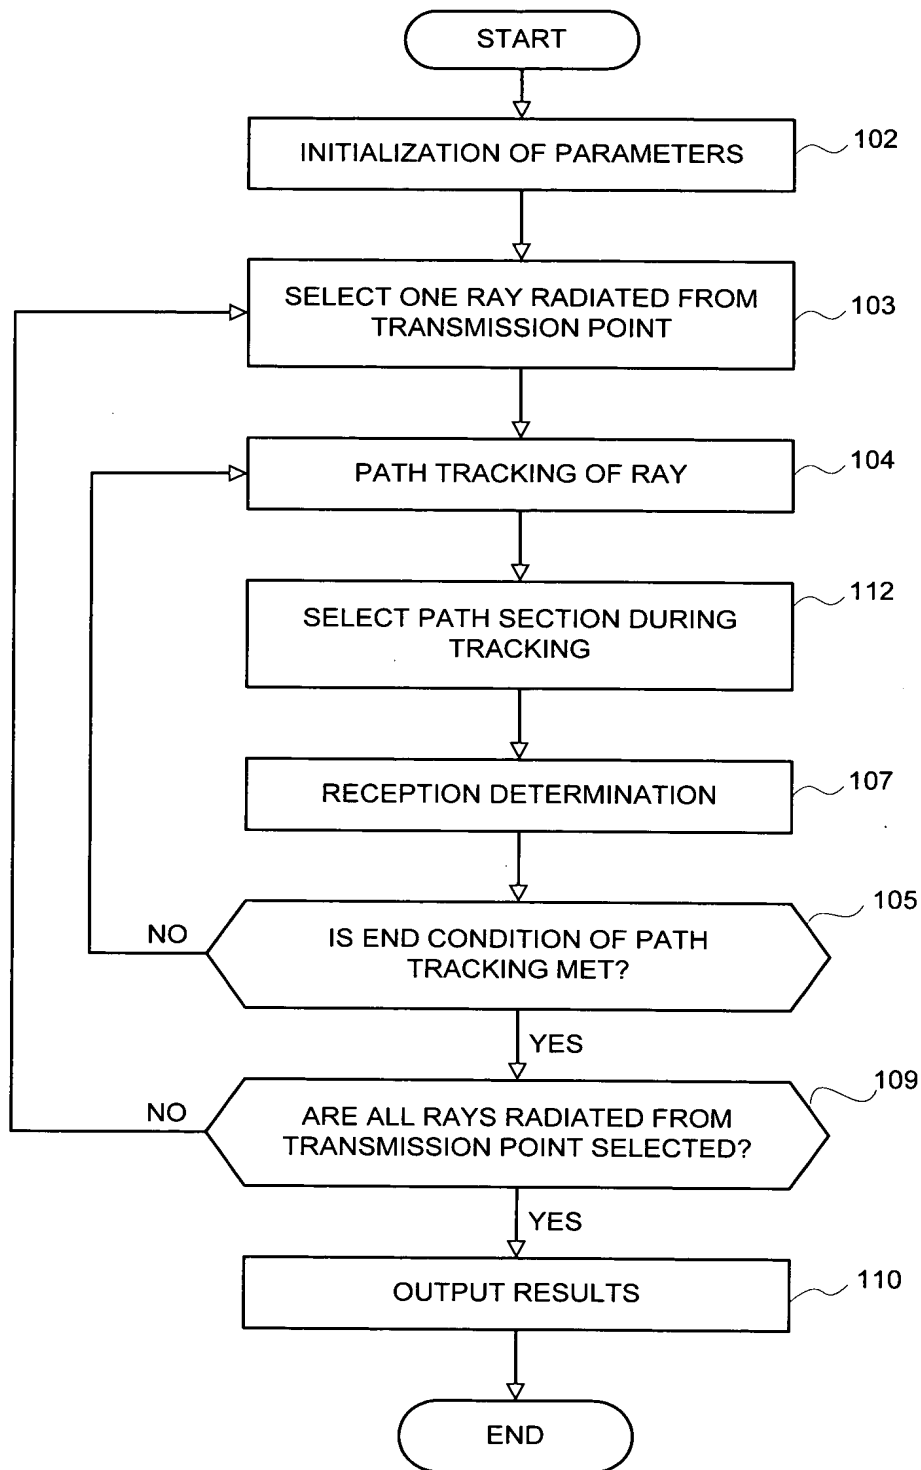 START
INITIALIZATION OF PARAMETERS
102
SELECT ONE RAY RADIATED FROM
TRANSMISSION POINT
103
PATH TRACKING OF RAY
104
SELECT PATH SECTION DURING
TRACKING
112
RECEPTION DETERMINATION
107
IS END CONDITION OF PATH
TRACKING MET?
105
NO
YES
ARE ALL RAYS RADIATED FROM
TRANSMISSION POINT SELECTED?
109
NO
YES
OUTPUT RESULTS
110
END